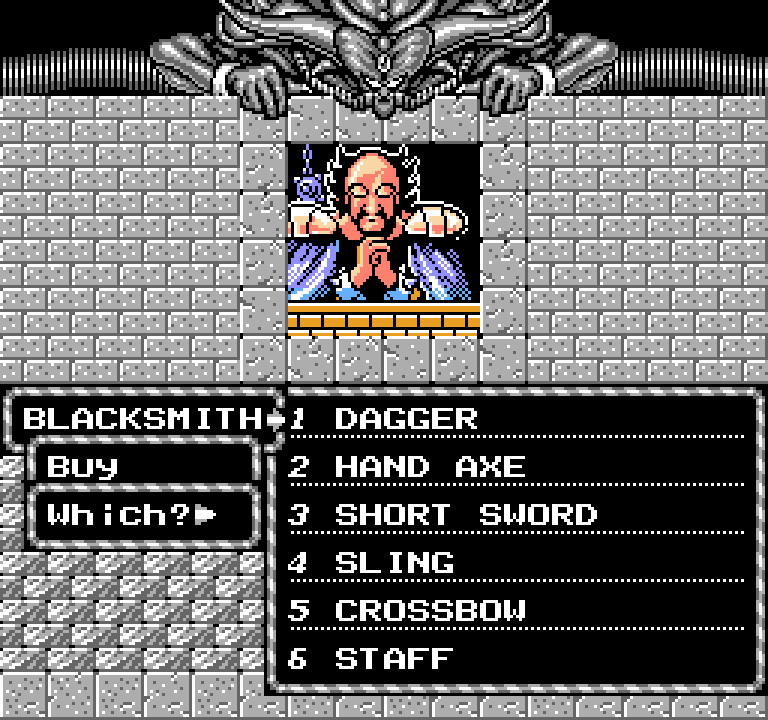 BLACKSMITH
Buy
Which?
1 DAGGER
2 HAND AXE
3 SHORT SWORD
4 SLING
5 CROSSBOW
6 STAFF